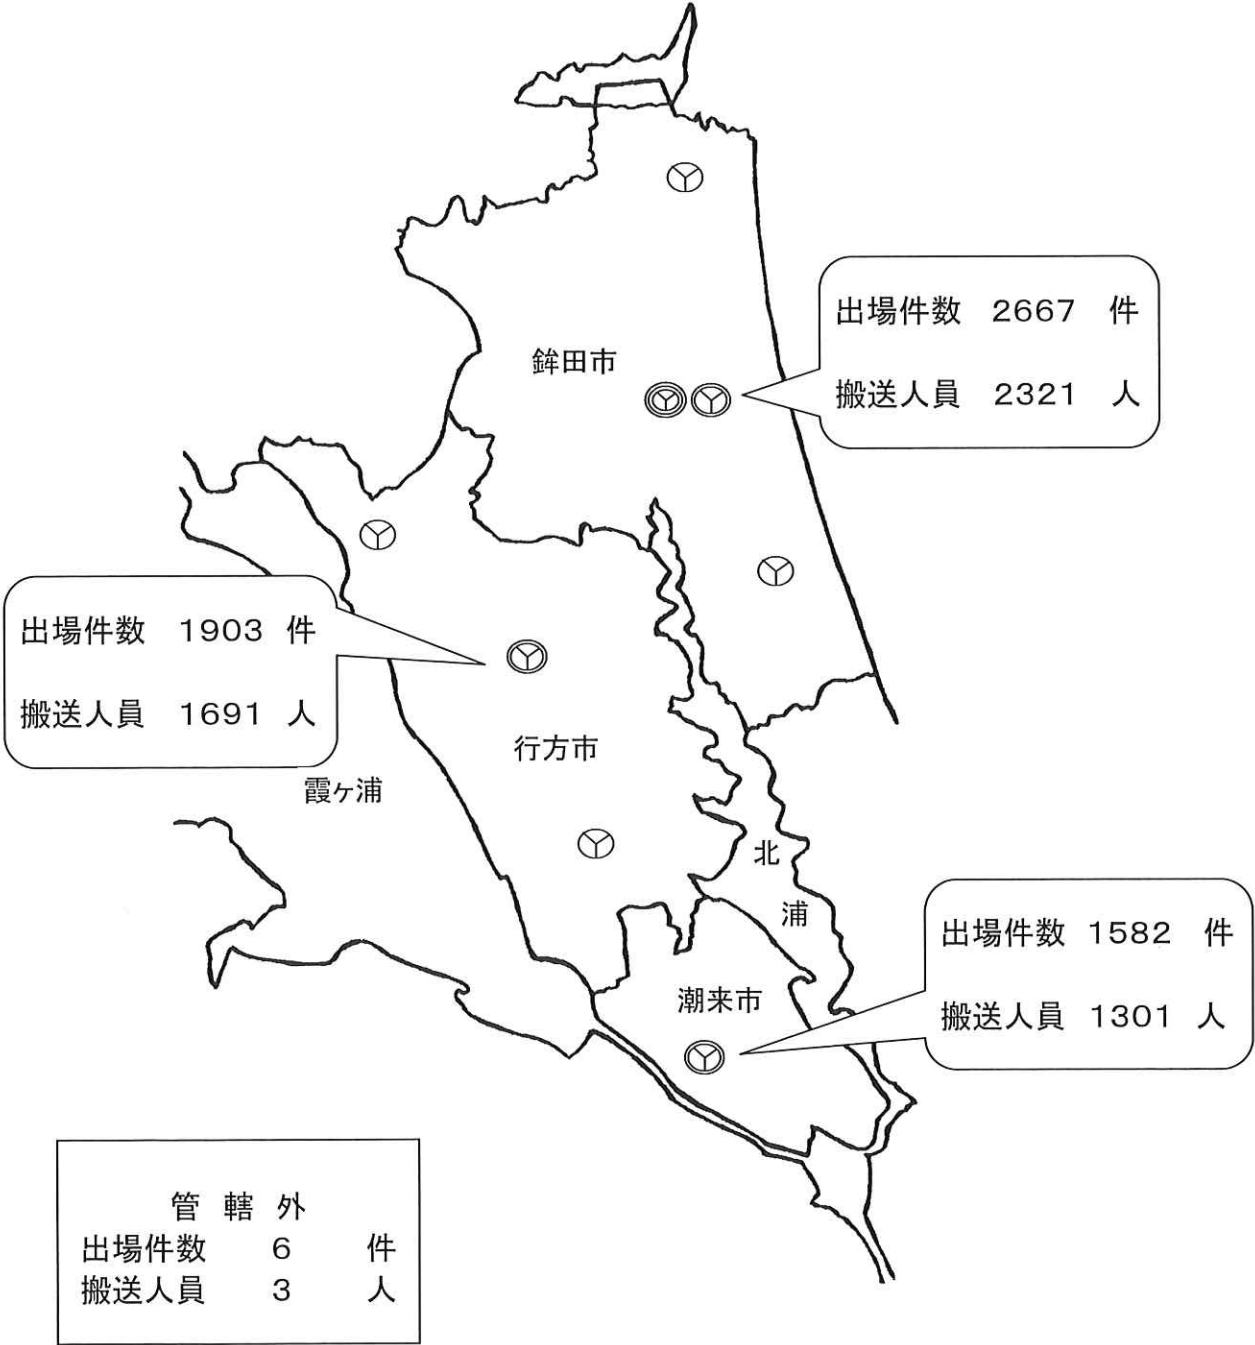 出場件数 2667 件
鉾田市
搬送人員 2321 人
出場件数 1903 件
搬送人員 1691 人
行方市
霞ヶ浦
北
浦
出場件数 1582 件
潮来市
搬送人員 1301 人
管 轄 外
出場件数 6 件
搬送人員 3 人